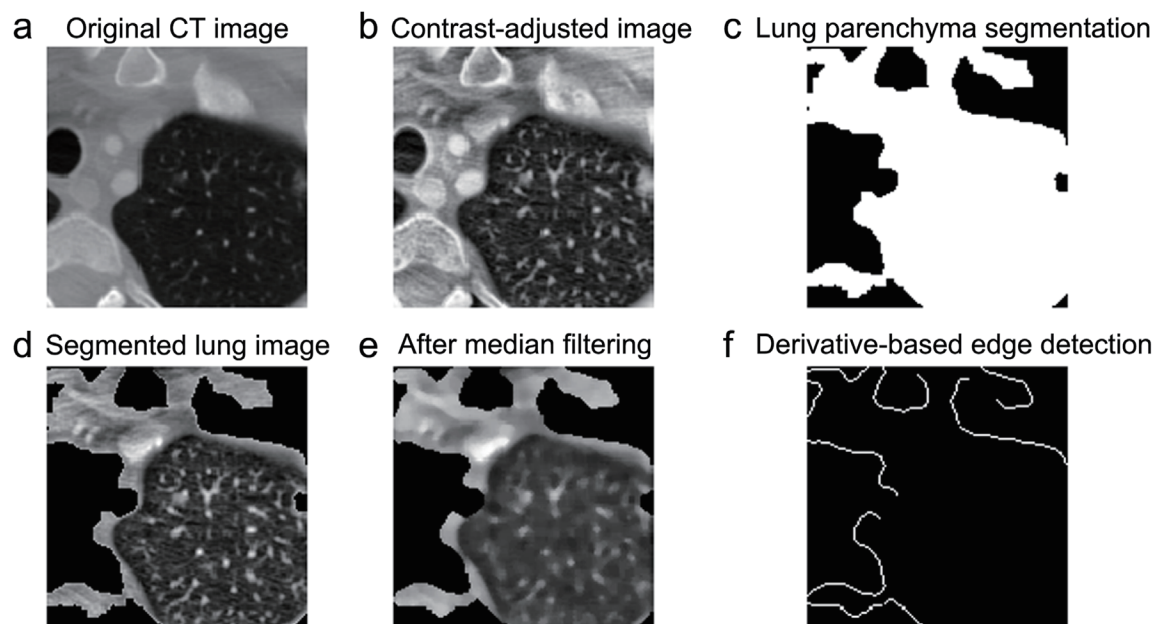 a Original CT image
b Contrast-adjusted image
c Lung parenchyma segmentation
d Segmented lung image
e After median filtering
f Derivative-based edge detection